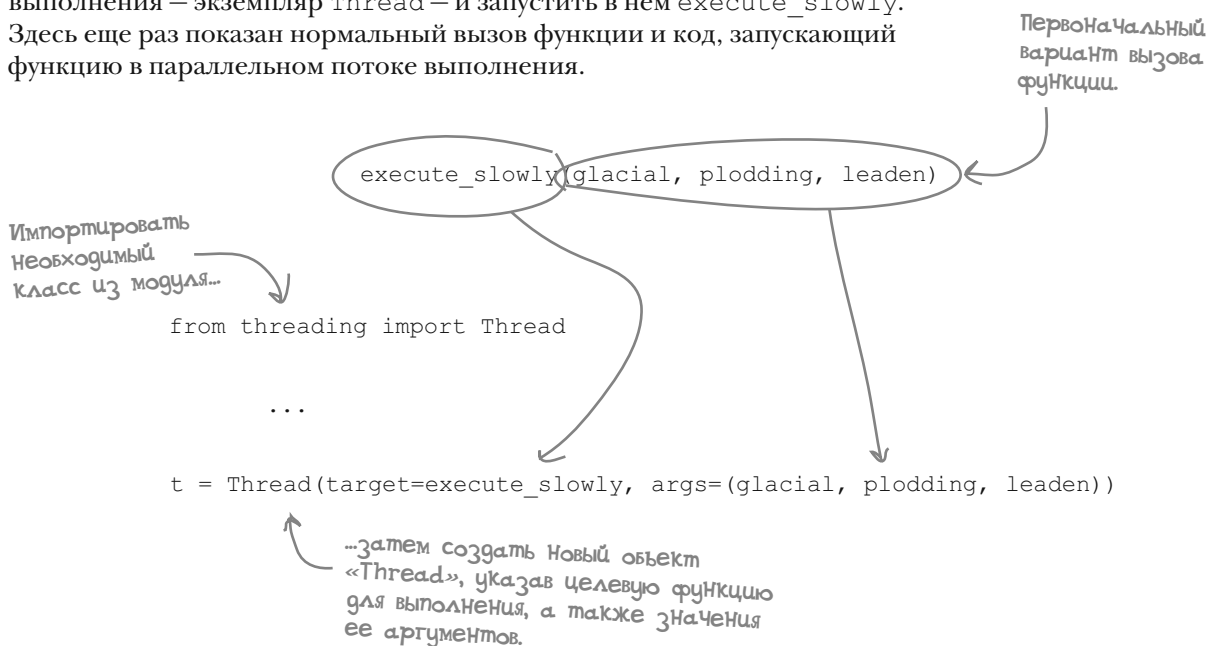 выполнения — экземпляр Thread — и запустить в нем execute_slowly.
Здесь еще раз показан нормальный вызов функции и код, запускающий
функцию в параллельном потоке выполнения.
Первоначальный
вариант вызова
функции.
execute_slowly(glacial, plodding, leaden)
Импортировать
необходимый
класс из модуля...
from threading import Thread
...
t = Thread(target=execute_slowly, args=(glacial, plodding, leaden))
...затем создать новый объект
«Thread», указав целевую функцию
для выполнения, а также значения
ее аргументов.